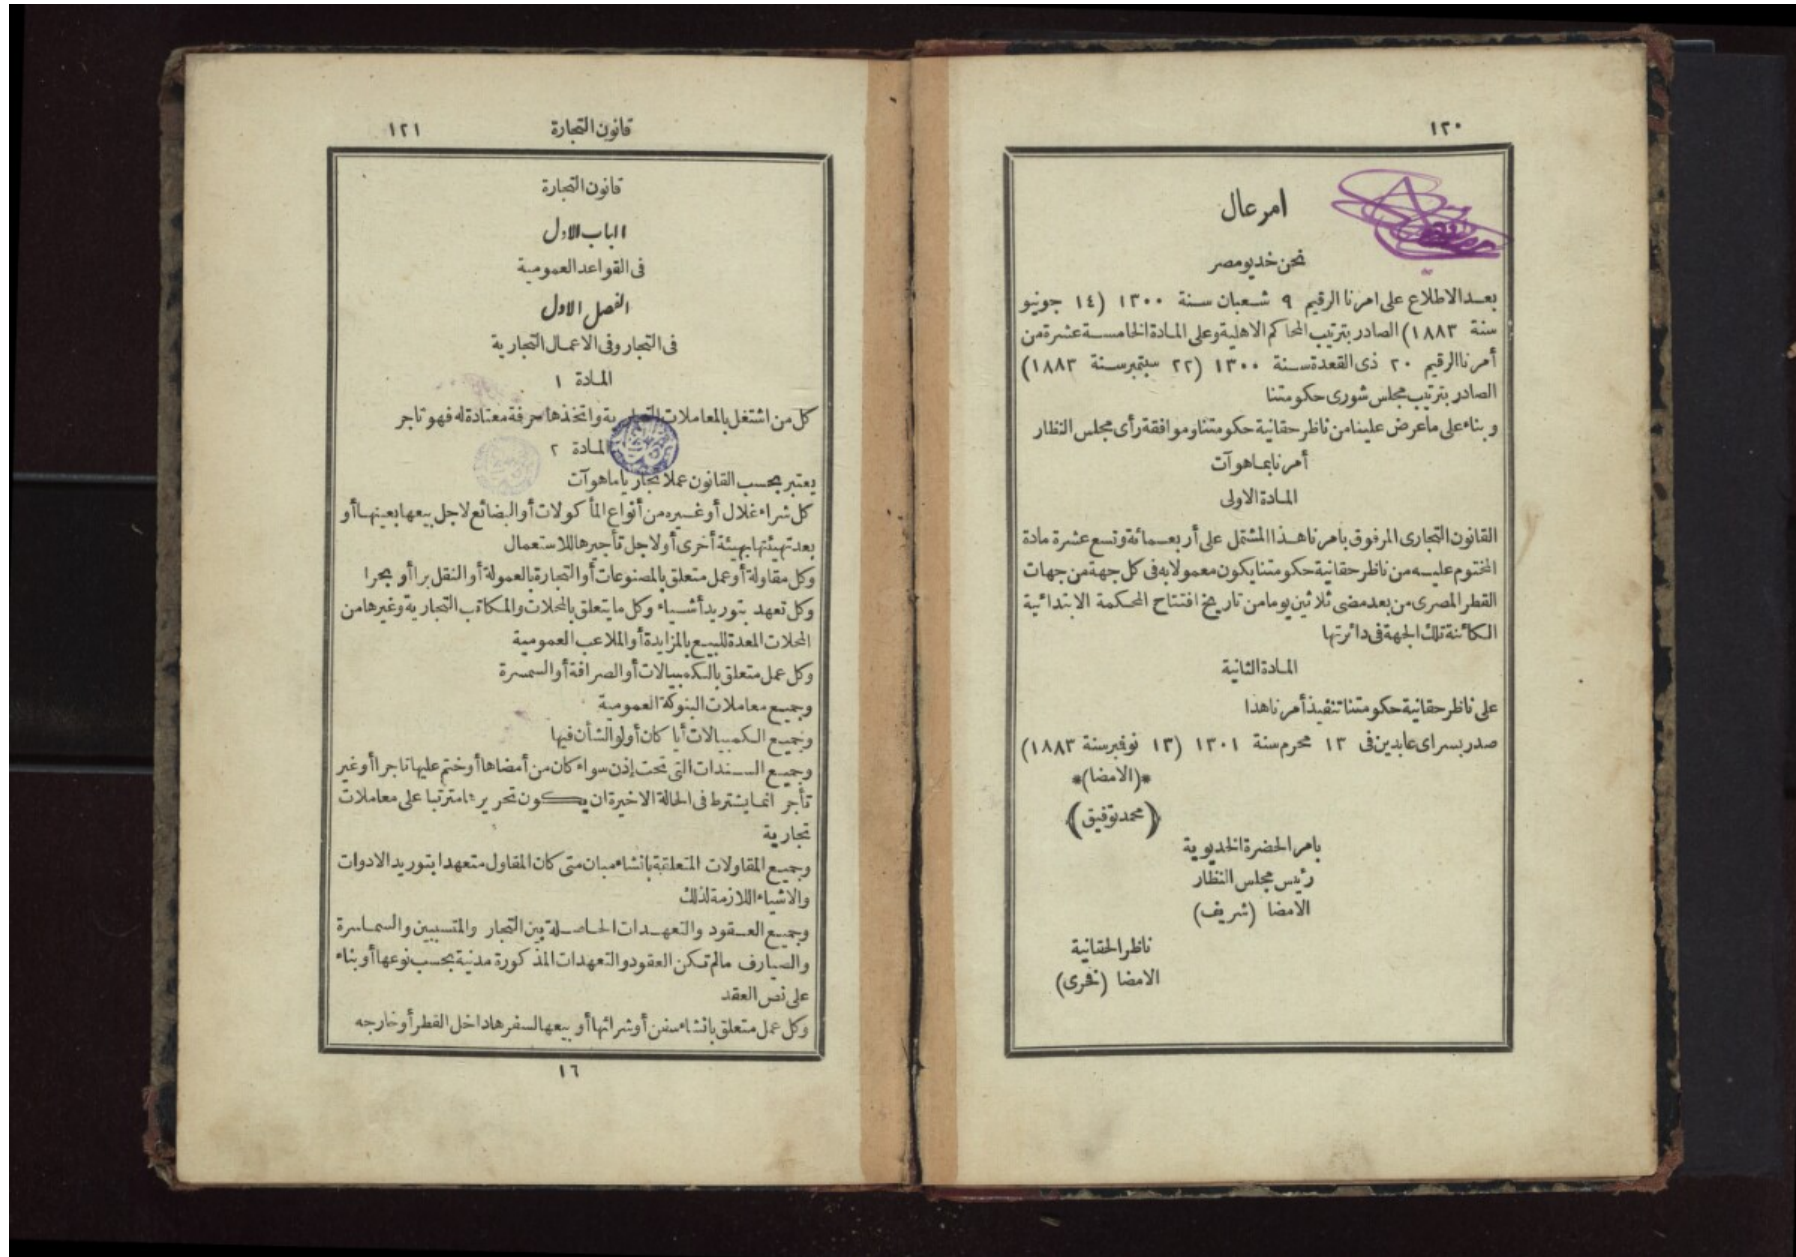 ١٢٠
امر عال
نحن خديو مصر
بعد الاطلاع على امرنا الرقيم ٩ شعبان سنة ١٣٠٠ (١٤ جونيو
سنة ١٨٨٣) الصادر بترتيب المحاكم الاهلية وعلى المادة الخامسة عشرة من
أمرنا الرقيم ٢٠ ذى القعدة سنة ١٣٠٠ (٢٢ سبتمبر سنة ١٨٨٣)
الصادر بترتيب مجلس شورى حكومتنا
وبناء على ما عرض علينا من ناظر حقانية حكومتنا وموافقة رأى مجلس النظار
أمرنا بما هو آت
المادة الاولى
القانون التجارى المرفوق بامرنا هذا المشتمل على أربعمائة وتسع عشرة مادة
المختوم عليه من ناظر حقانية حكومتنا يكون معمولا به فى كل جهة من جهات
القطر المصرى من بعد مضى ثلاثين يوما من تاريخ افتتاح المحكمة الابتدائية
الكائنة تلك الجهة فى دائرتها
المادة الثانية
على ناظر حقانية حكومتنا تنفيذ أمرنا هذا
صدر بسراى عابدين فى ١٣ محرم سنة ١٣٠١ (١٣ نوفبر سنة ١٨٨٣)
*(الامضا)*
(محمد توفيق)
بامر الحضرة الخديوية
رئيس مجلس النظار
الامضا (شريف)
ناظر الحقانية
الامضا (فخرى)
قانون التجارة ١٢١
قانون التجارة
الباب الاول
فى القواعد العمومية
الفصل الاول
فى التجار وفى الاعمال التجارية
المادة ١
كل من اشتغل بالمعاملات التجارية واتخذها حرفة معتادة له فهو تاجر
المادة ٢
يعتبر بحسب القانون عملا تجاريا ما هو آت
كل شراء غلال أو غيره من أنواع المأكولات أو البضائع لاجل بيعها بعينها أو
بعد تهيئتها بهيئة أخرى أو لاجل تأجيرها للاستعمال
وكل مقاولة أو عمل متعلق بالمصنوعات أو التجارة بالعمولة أو النقل برا أو بحرا
وكل تعهد بتوريد أشياء وكل ما يتعلق بالمحلات والمكاتب التجارية وغيرها من
المحلات المعدة للبيع بالمزايدة أو الملاعب العمومية
وكل عمل متعلق بالكمبيالات أو الصرافة أو السمسرة
وجميع معاملات البنوكة العمومية
وجميع الكمبيالات أيا كان أولو الشأن فيها
وجميع السندات التى تحت إذن سواء كان من أمضاها أو ختم عليها تاجرا أو غير
تاجر انما يشترط فى الحالة الاخيرة ان يكون تحريرها مترتبا على معاملات
تجارية
وجميع المقاولات المتعلقة بانشاء مبان متى كان المقاول متعهدا بتوريد الادوات
والاشياء اللازمة لذلك
وجميع العقود والتعهدات الحاصلة بين التجار والمتسببين والسماسرة
والصيارف مالم تكن العقود والتعهدات المذكورة مدنية بحسب نوعها أو بناء
على نص العقد
وكل عمل متعلق بانشاء سفن أو شرائها أو بيعها لسفرها داخل القطر أو خارجه
١٦